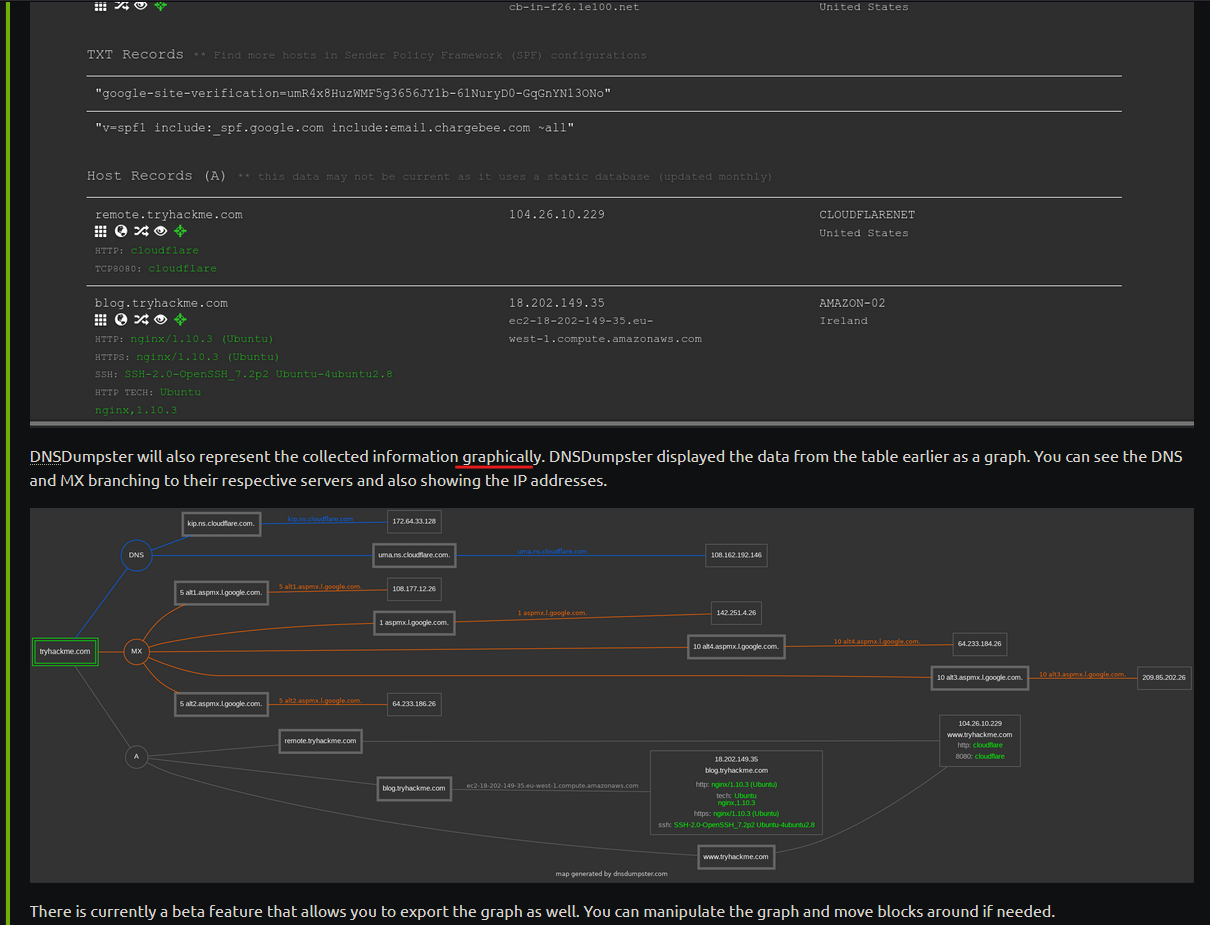 cb-in-f26.1e100.net United States
TXT Records ** Find more hosts in Sender Policy Framework (SPF) configurations
"google-site-verification=umR4x8HuzWMF5g3656JY1b-61NuryD0-GqGnYN13ONo"
"v=spf1 include:_spf.google.com include:email.chargebee.com ~all"
Host Records (A) ** this data may not be current as it uses a static database (updated monthly)
remote.tryhackme.com 104.26.10.229 CLOUDFLARENET
United States
HTTP: cloudflare
TCP8080: cloudflare
blog.tryhackme.com 18.202.149.35 AMAZON-02
ec2-18-202-149-35.eu- Ireland
west-1.compute.amazonaws.com
HTTP: nginx/1.10.3 (Ubuntu)
HTTPS: nginx/1.10.3 (Ubuntu)
SSH: SSH-2.0-OpenSSH_7.2p2 Ubuntu-4ubuntu2.8
HTTP TECH: Ubuntu
nginx,1.10.3
DNSDumpster will also represent the collected information graphically. DNSDumpster displayed the data from the table earlier as a graph. You can see the DNS
and MX branching to their respective servers and also showing the IP addresses.
kip.ns.cloudflare.com. kip.ns.cloudflare.com. 172.64.33.128
DNS uma.ns.cloudflare.com. uma.ns.cloudflare.com. 108.162.192.146
5 alt1.aspmx.l.google.com. 5 alt1.aspmx.l.google.com. 108.177.12.26
1 aspmx.l.google.com. 1 aspmx.l.google.com. 142.251.4.26
tryhackme.com MX 10 alt4.aspmx.l.google.com. 10 alt4.aspmx.l.google.com. 64.233.184.26
10 alt3.aspmx.l.google.com. 10 alt3.aspmx.l.google.com. 209.85.202.26
5 alt2.aspmx.l.google.com. 5 alt2.aspmx.l.google.com. 64.233.186.26
remote.tryhackme.com
104.26.10.229
www.tryhackme.com
http: cloudflare
8080: cloudflare
A
blog.tryhackme.com ec2-18-202-149-35.eu-west-1.compute.amazonaws.com
18.202.149.35
blog.tryhackme.com
http: nginx/1.10.3 (Ubuntu)
tech: Ubuntu
nginx,1.10.3
https: nginx/1.10.3 (Ubuntu)
ssh: SSH-2.0-OpenSSH_7.2p2 Ubuntu-4ubuntu2.8
www.tryhackme.com
map generated by dnsdumpster.com
There is currently a beta feature that allows you to export the graph as well. You can manipulate the graph and move blocks around if needed.